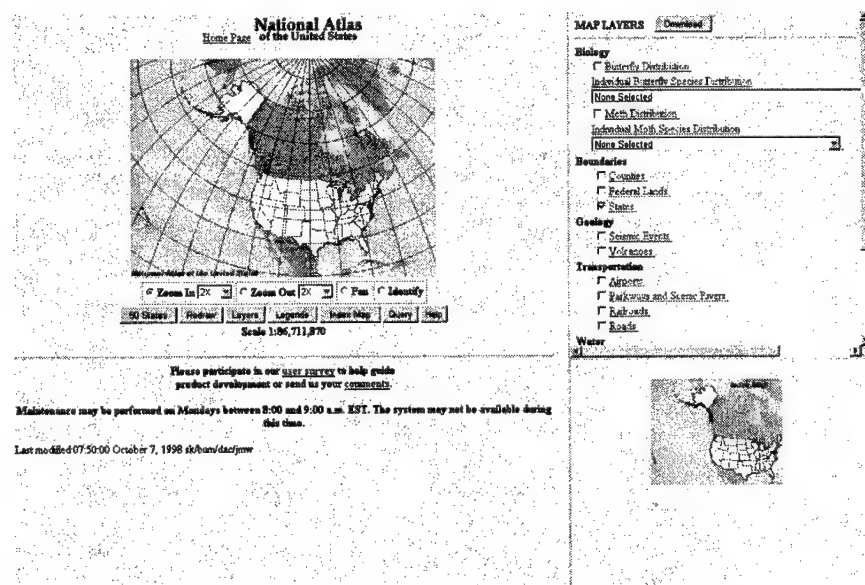 National Atlas
Home Page of the United States
National Atlas of the United States
Zoom In 2X Zoom Out 2X Pan Identify
50 States Redraw Layers Legends Index Map Query Help
Scale 1:86,711,870
Please participate in our user survey to help guide
product development or send us your comments.
Maintenance may be performed on Mondays between 8:00 and 9:00 a.m. EST. The system may not be available during
this time.
Last modified 07:50:00 October 7, 1998
MAP LAYERS Download
Biology
Butterfly Distribution
Individual Butterfly Species Distribution
None Selected
Moth Distribution
Individual Moth Species Distribution
None Selected
Boundaries
Counties
Federal Lands
States
Geology
Seismic Events
Volcanoes
Transportation
Airports
Parkways and Scenic Rivers
Railroads
Roads
Water